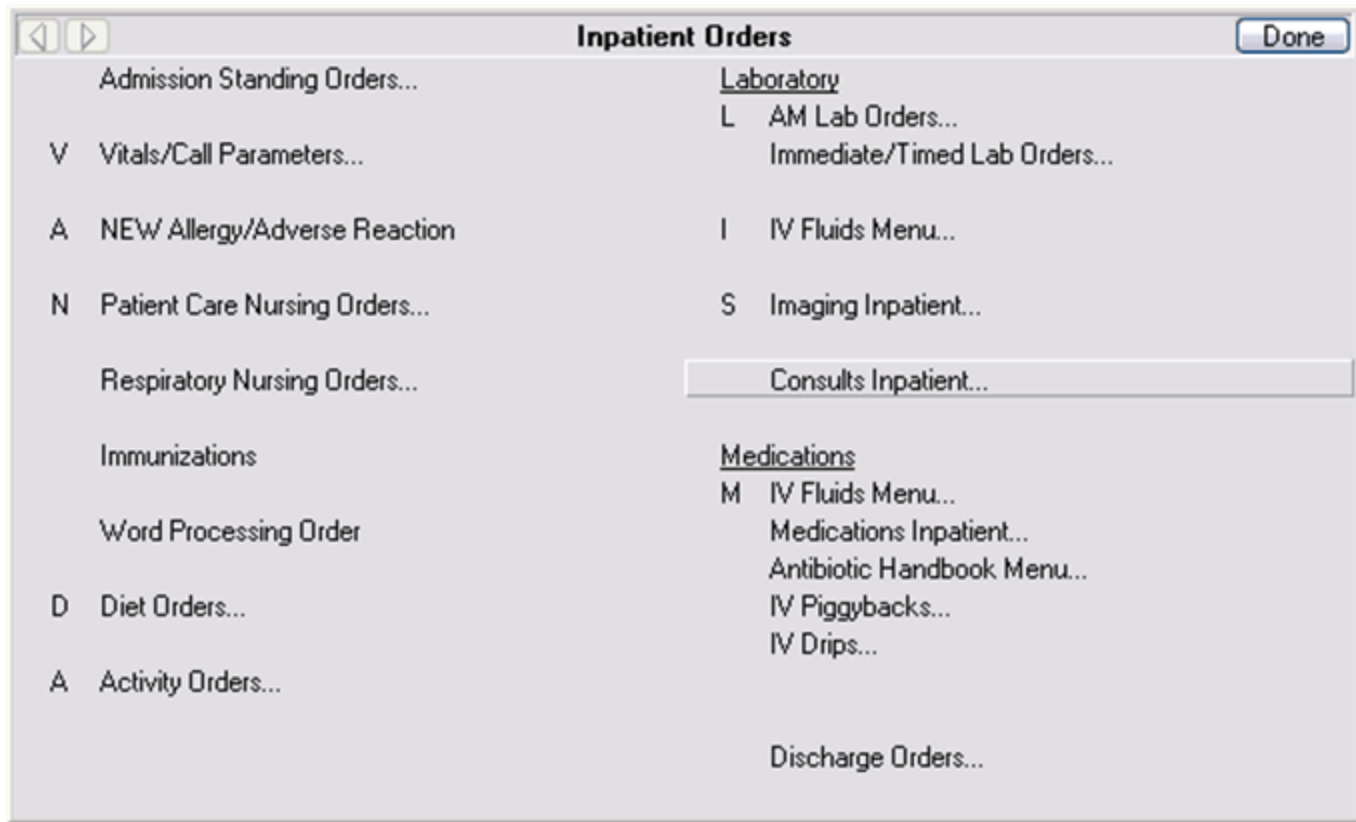 Inpatient Orders
Done
Admission Standing Orders...
V Vitals/Call Parameters...
A NEW Allergy/Adverse Reaction
N Patient Care Nursing Orders...
Respiratory Nursing Orders...
Immunizations
Word Processing Order
D Diet Orders...
A Activity Orders...
Laboratory
L AM Lab Orders...
Immediate/Timed Lab Orders...
I IV Fluids Menu...
S Imaging Inpatient...
Consults Inpatient...
Medications
M IV Fluids Menu...
Medications Inpatient...
Antibiotic Handbook Menu...
IV Piggybacks...
IV Drips...
Discharge Orders...